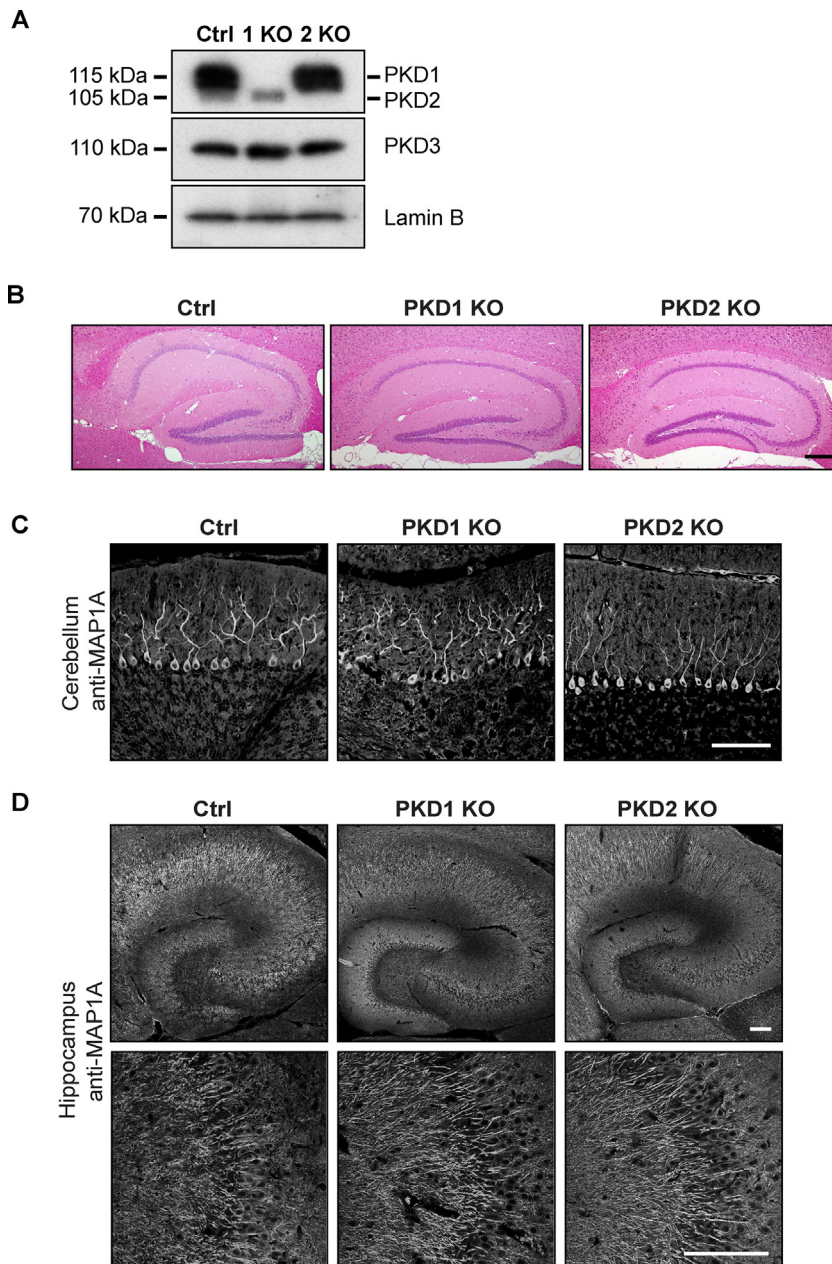 A
Ctrl 1 KO 2 KO
115 kDa
PKD1
105 kDa
PKD2
110 kDa
PKD3
70 kDa
Lamin B
B
Ctrl
PKD1 KO
PKD2 KO
C
Ctrl
PKD1 KO
PKD2 KO
Cerebellum
anti-MAP1A
D
Ctrl
PKD1 KO
PKD2 KO
Hippocampus
anti-MAP1A